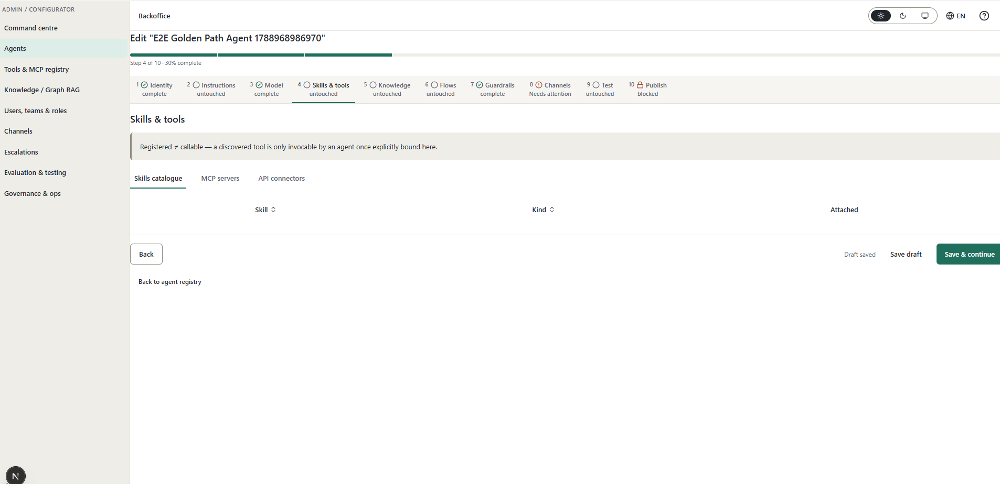 ADMIN / CONFIGURATOR
Command centre
Agents
Tools & MCP registry
Knowledge / Graph RAG
Users, teams & roles
Channels
Escalations
Evaluation & testing
Governance & ops
N
Backoffice
EN
Edit "E2E Golden Path Agent 1788968986970"
Step 4 of 10 · 30% complete
1 Identity complete
2 Instructions untouched
3 Model complete
4 Skills & tools untouched
5 Knowledge untouched
6 Flows untouched
7 Guardrails complete
8 Channels Needs attention
9 Test untouched
10 Publish blocked
Skills & tools
Registered ≠ callable — a discovered tool is only invocable by an agent once explicitly bound here.
Skills catalogue MCP servers API connectors
Skill Kind Attached
Back Draft saved Save draft Save & continue
Back to agent registry